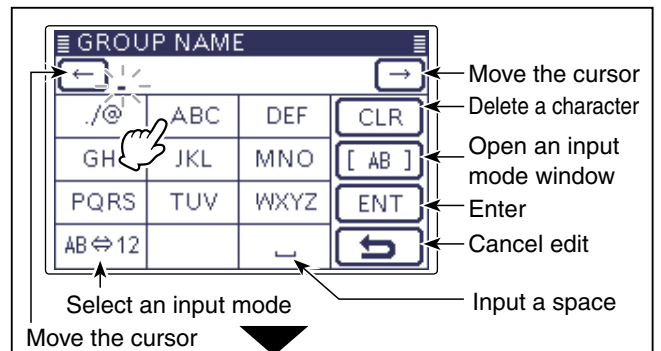 GROUP NAME
← _ → Move the cursor
./@ ABC DEF CLR Delete a character
GH JKL MNO [ AB ] Open an input
mode window
PQRS TUV WXYZ ENT Enter
AB⇔12 ⎵ ⮌ Cancel edit
Select an input mode Input a space
Move the cursor